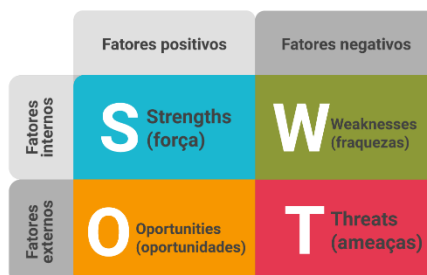 Fatores positivos
Fatores negativos
Fatores
internos
S
Strengths
(força)
W
Weaknesses
(fraquezas)
Fatores
externos
O
Oportunities
(oportunidades)
T
Threats
(ameaças)